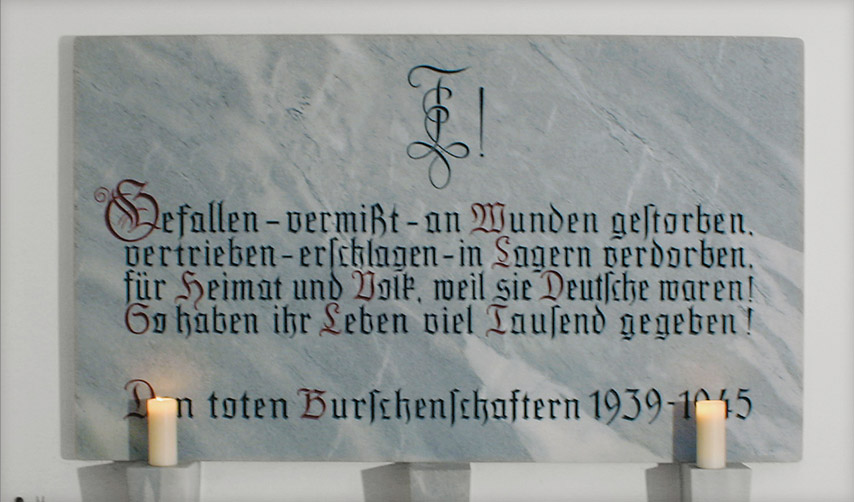 Gefallen - vermißt - an Wunden gestorben,
vertrieben - erschlagen - in Lagern verdorben,
für Heimat und Volk, weil sie Deutsche waren!
So haben ihr Leben viel Tausend gegeben!
Den toten Burschenschaftern 1939-1945